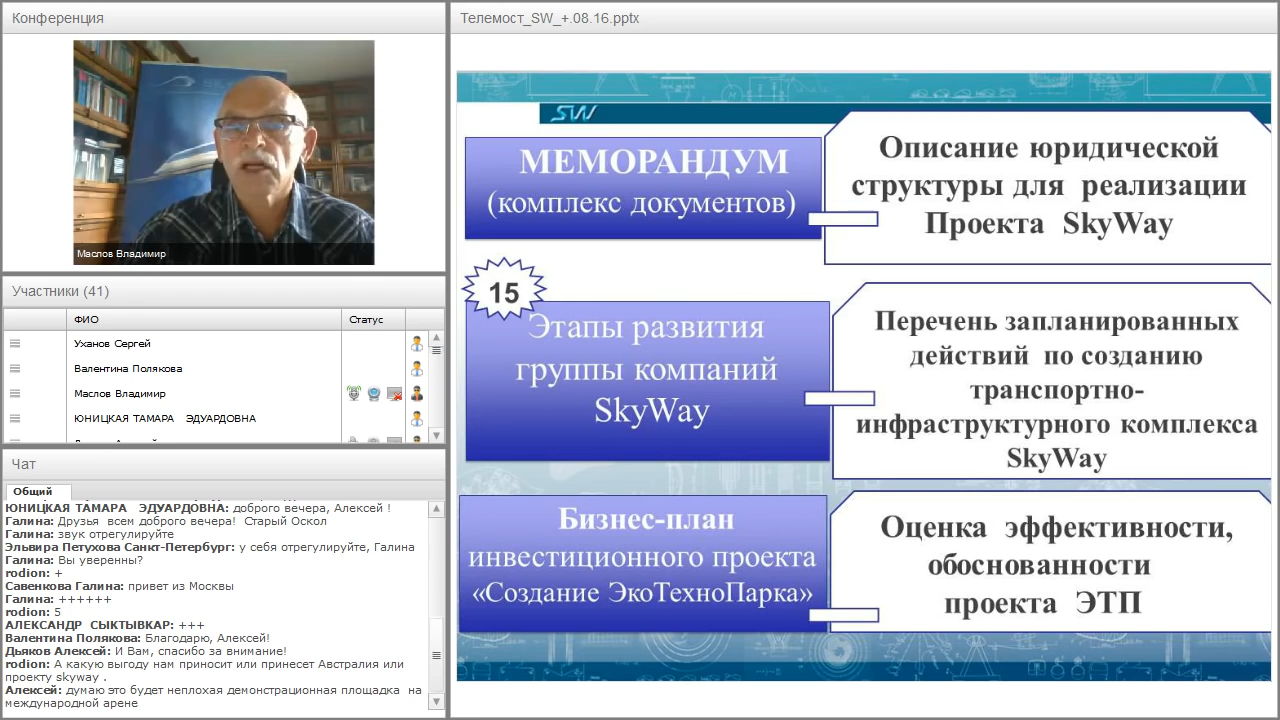 Конференция
Маслов Владимир
Участники (41)
ФИО
Статус
Уханов Сергей
Валентина Полякова
Маслов Владимир
ЮНИЦКАЯ ТАМАРА ЭДУАРДОВНА
Чат
Общий
ЮНИЦКАЯ ТАМАРА ЭДУАРДОВНА: доброго вечера, Алексей !
Галина: Друзья всем доброго вечера! Старый Оскол
Галина: звук отрегулируйте
Эльвира Петухова Санкт-Петербург: у себя отрегулируйте, Галина
Галина: Вы уверенны?
rodion: +
Савенкова Галина: привет из Москвы
Галина: ++++++
rodion: 5
АЛЕКСАНДР СЫКТЫВКАР: +++
Валентина Полякова: Благодарю, Алексей!
Дьяков Алексей: И Вам, спасибо за внимание!
rodion: А какую выгоду нам приносит или принесет Австралия или
проекту skyway .
Алексей: думаю это будет неплохая демонстрационная площадка на
международной арене
Телемост_SW_+.08.16.pptx
SW
МЕМОРАНДУМ
(комплекс документов)
Описание юридической
структуры для реализации
Проекта SkyWay
15
Этапы развития
группы компаний
SkyWay
Перечень запланированных
действий по созданию
транспортно-
инфраструктурного комплекса
SkyWay
Бизнес-план
инвестиционного проекта
«Создание ЭкоТехноПарка»
Оценка эффективности,
обоснованности
проекта ЭТП